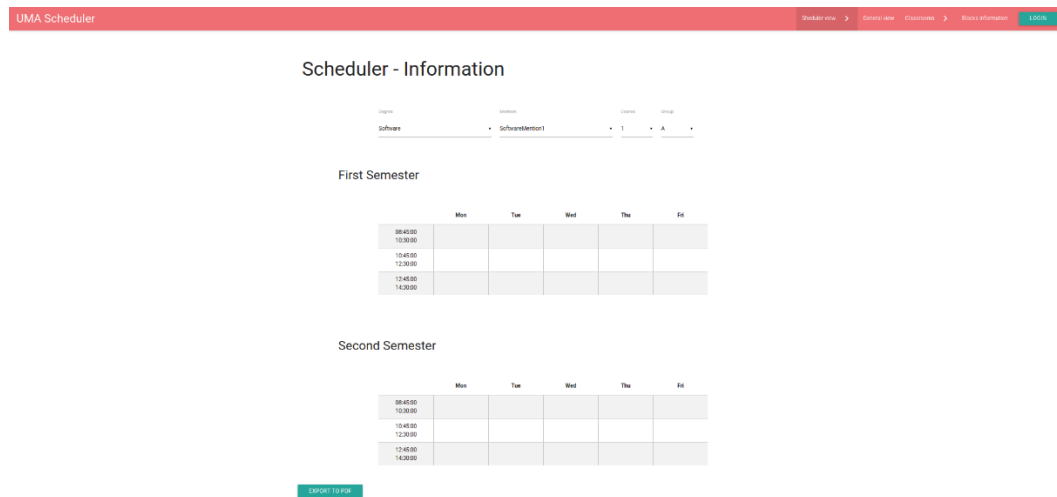 UMA Scheduler
Sheduler view
General view
Classrooms
Blocks information
LOGIN
Scheduler - Information
Degree
Mention
Course
Group
Software
SoftwareMention1
1
A
First Semester
Mon Tue Wed Thu Fri
08:45:00
10:30:00
10:45:00
12:30:00
12:45:00
14:30:00
Second Semester
Mon Tue Wed Thu Fri
08:45:00
10:30:00
10:45:00
12:30:00
12:45:00
14:30:00
EXPORT TO PDF